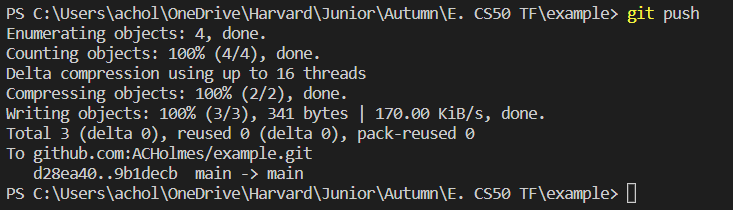 PS C:\Users\achol\OneDrive\Harvard\Junior\Autumn\E. CS50 TF\example> git push
Enumerating objects: 4, done.
Counting objects: 100% (4/4), done.
Delta compression using up to 16 threads
Compressing objects: 100% (2/2), done.
Writing objects: 100% (3/3), 341 bytes | 170.00 KiB/s, done.
Total 3 (delta 0), reused 0 (delta 0), pack-reused 0
To github.com:ACHolmes/example.git
   d28ea40..9b1decb  main -> main
PS C:\Users\achol\OneDrive\Harvard\Junior\Autumn\E. CS50 TF\example>